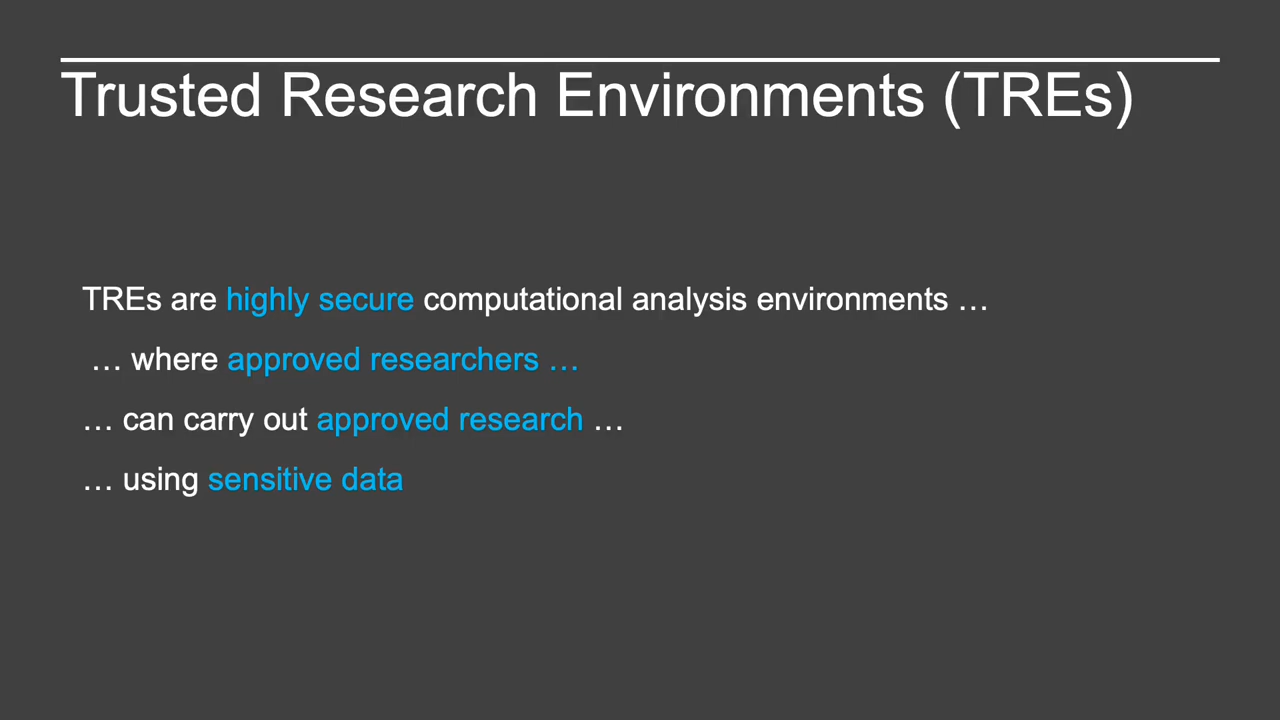 Trusted Research Environments (TREs)
TREs are highly secure computational analysis environments …
… where approved researchers …
… can carry out approved research …
… using sensitive data